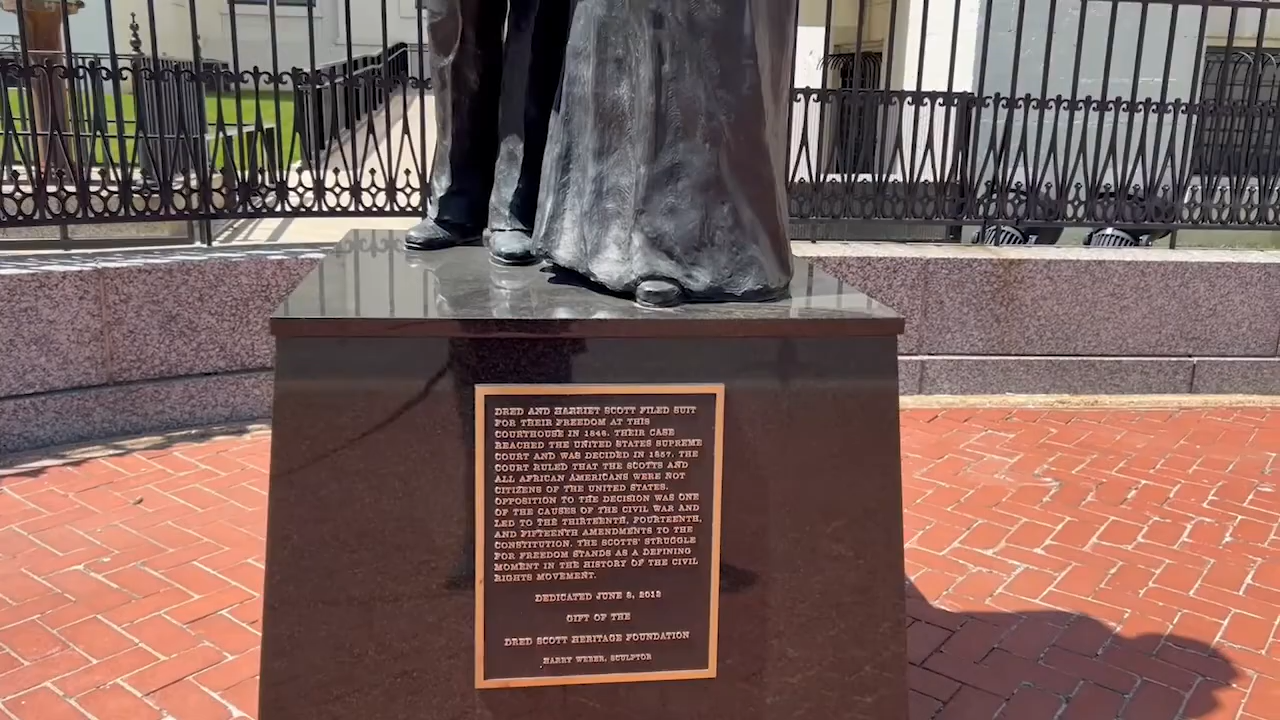 DRED AND HARRIET SCOTT FILED SUIT
FOR THEIR FREEDOM AT THIS
COURTHOUSE IN 1846. THEIR CASE
REACHED THE UNITED STATES SUPREME
COURT AND WAS DECIDED IN 1857. THE
COURT RULED THAT THE SCOTTS AND
ALL AFRICAN AMERICANS WERE NOT
CITIZENS OF THE UNITED STATES.
OPPOSITION TO THE DECISION WAS ONE
OF THE CAUSES OF THE CIVIL WAR AND
LED TO THE THIRTEENTH, FOURTEENTH,
AND FIFTEENTH AMENDMENTS TO THE
CONSTITUTION. THE SCOTTS' STRUGGLE
FOR FREEDOM STANDS AS A DEFINING
MOMENT IN THE HISTORY OF THE CIVIL
RIGHTS MOVEMENT.
DEDICATED JUNE 8, 2012
GIFT OF THE
DRED SCOTT HERITAGE FOUNDATION
HARRY WEBER, SCULPTOR